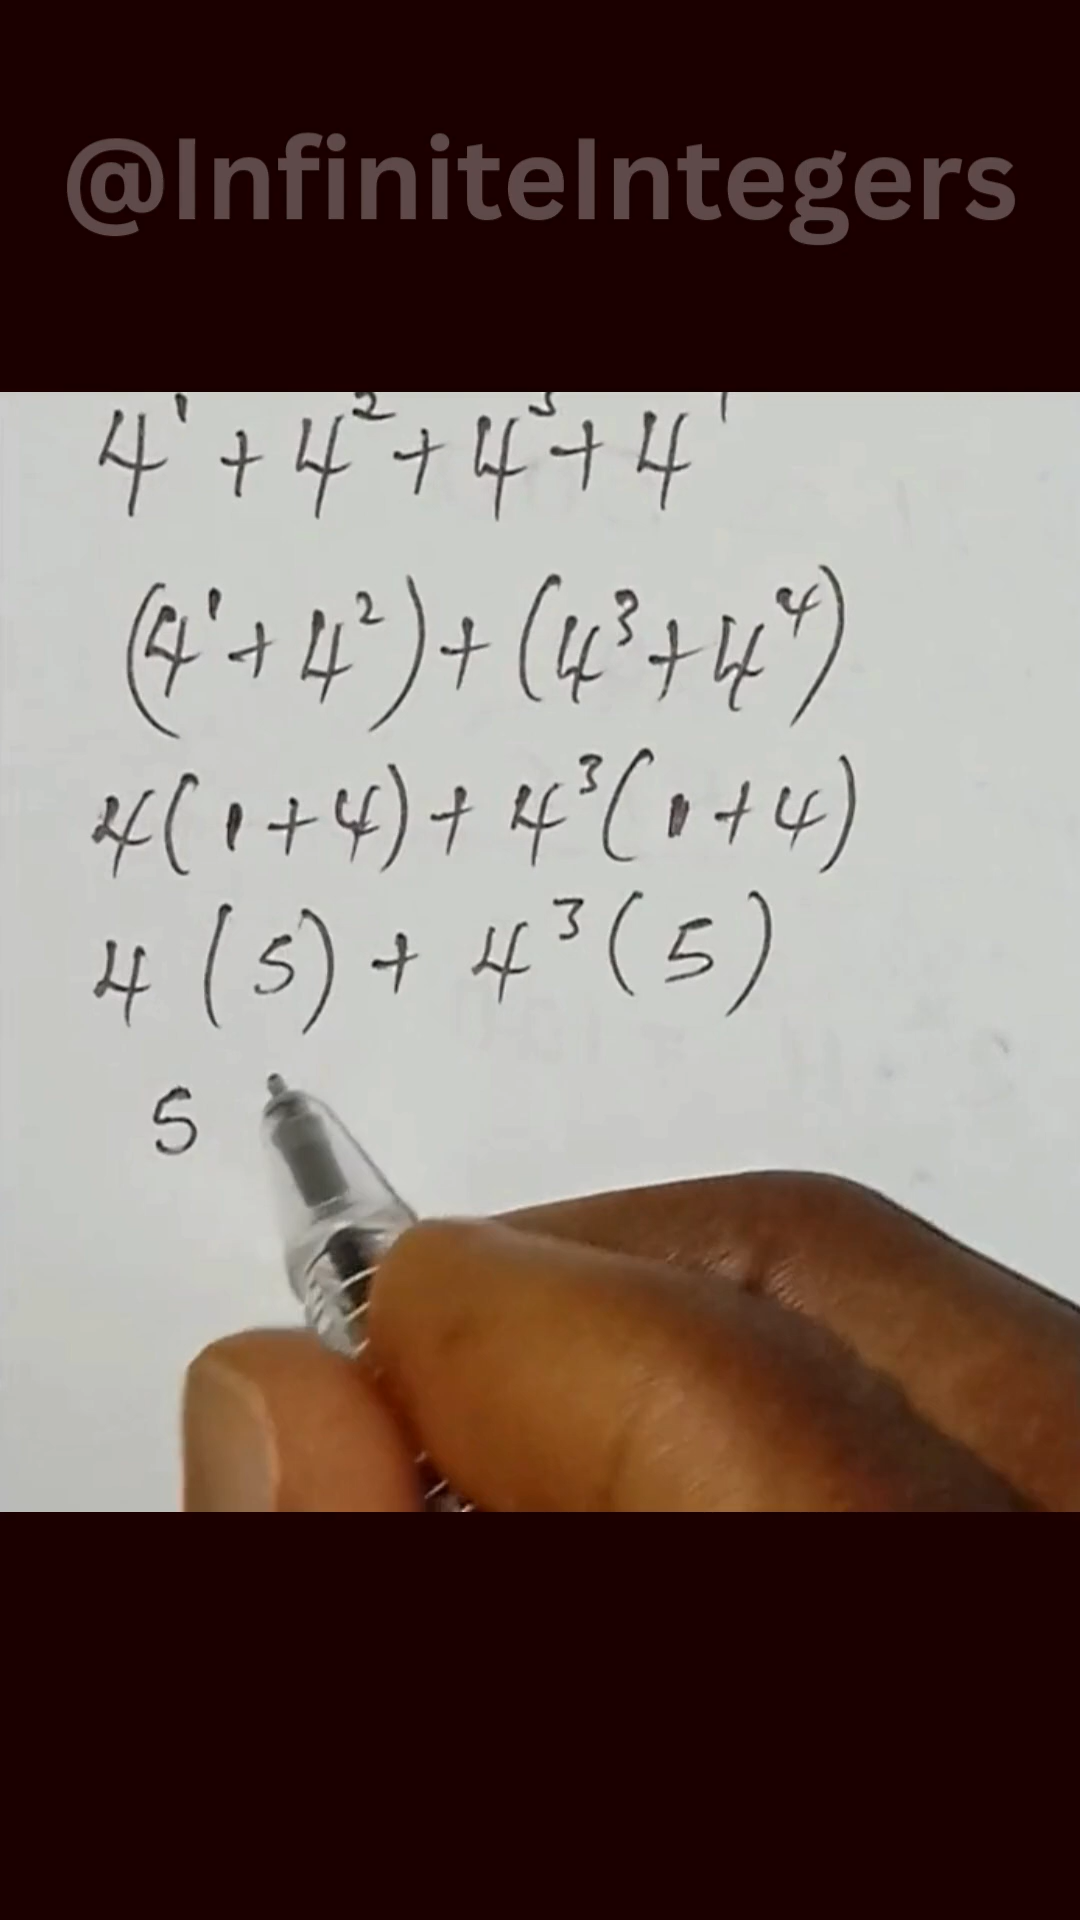 @InfiniteIntegers
4¹ + 4² + 4³ + 4
(4¹ + 4²) + (4³ + 4⁴)
4(1 + 4) + 4³(1 + 4)
4(5) + 4³(5)
5